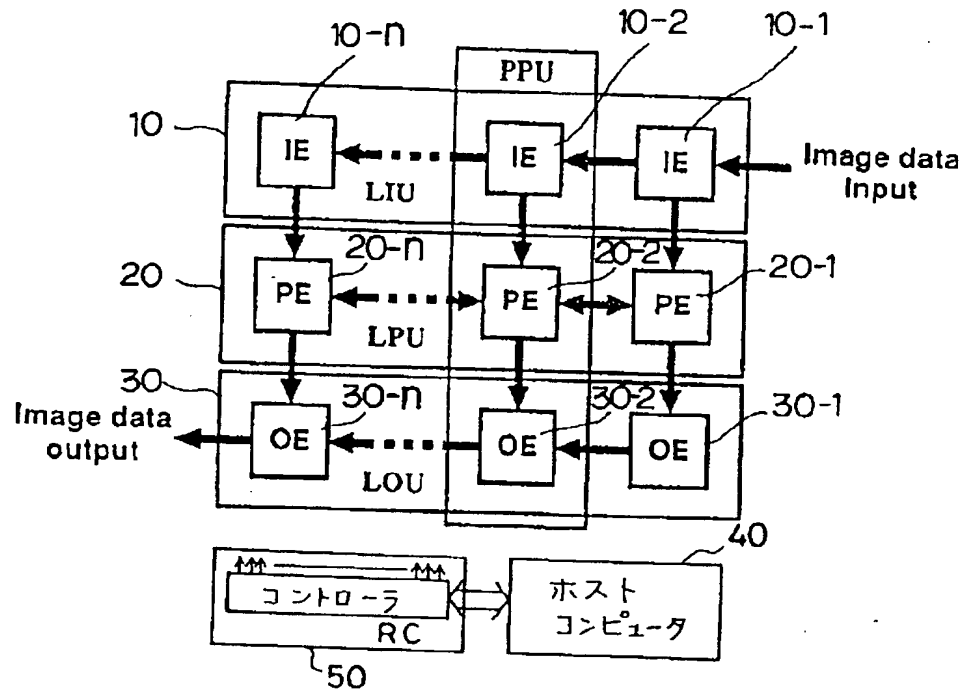 10-n
10-2
10-1
PPU
10
IE
IE
IE
Image data
Input
LIU
20-n
20-2
20-1
20
PE
PE
PE
LPU
30
30-n
30-2
30-1
Image data
output
OE
OE
OE
LOU
40
コントローラ
RC
ホスト
コンピュータ
50